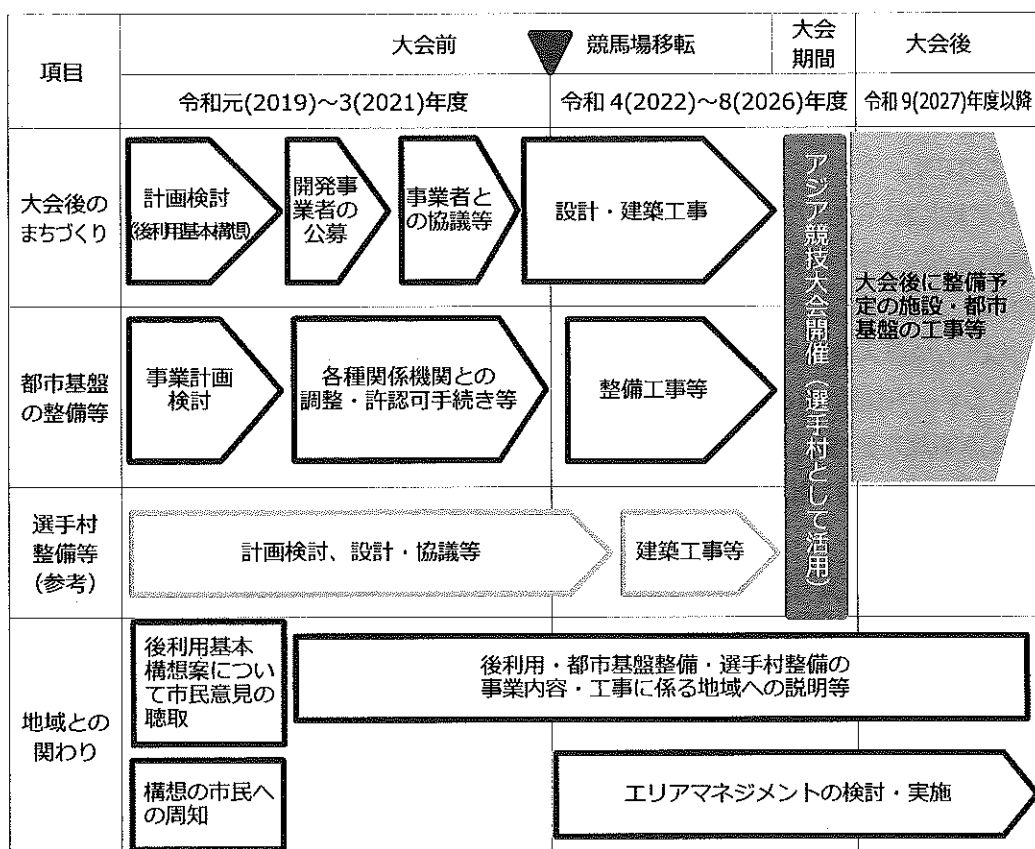 項目
大会前
競馬場移転
大会
期間
大会後
令和元(2019)～3(2021)年度
令和 4(2022)～8(2026)年度
令和 9(2027)年度以降
大会後の
まちづくり
計画検討
(後利用基本構想)
開発事
業者の
公募
事業者と
の協議等
設計・建築工事
アジア競技大会開催（選手村として活用）
大会後に整備予
定の施設・都市
基盤の工事等
都市基盤
の整備等
事業計画
検討
各種関係機関との
調整・許認可手続き等
整備工事等
選手村
整備等
(参考)
計画検討、設計・協議等
建築工事等
地域との
関わり
後利用基本
構想案につい
て市民意見の
聴取
後利用・都市基盤整備・選手村整備の
事業内容・工事に係る地域への説明等
構想の市民へ
の周知
エリアマネジメントの検討・実施